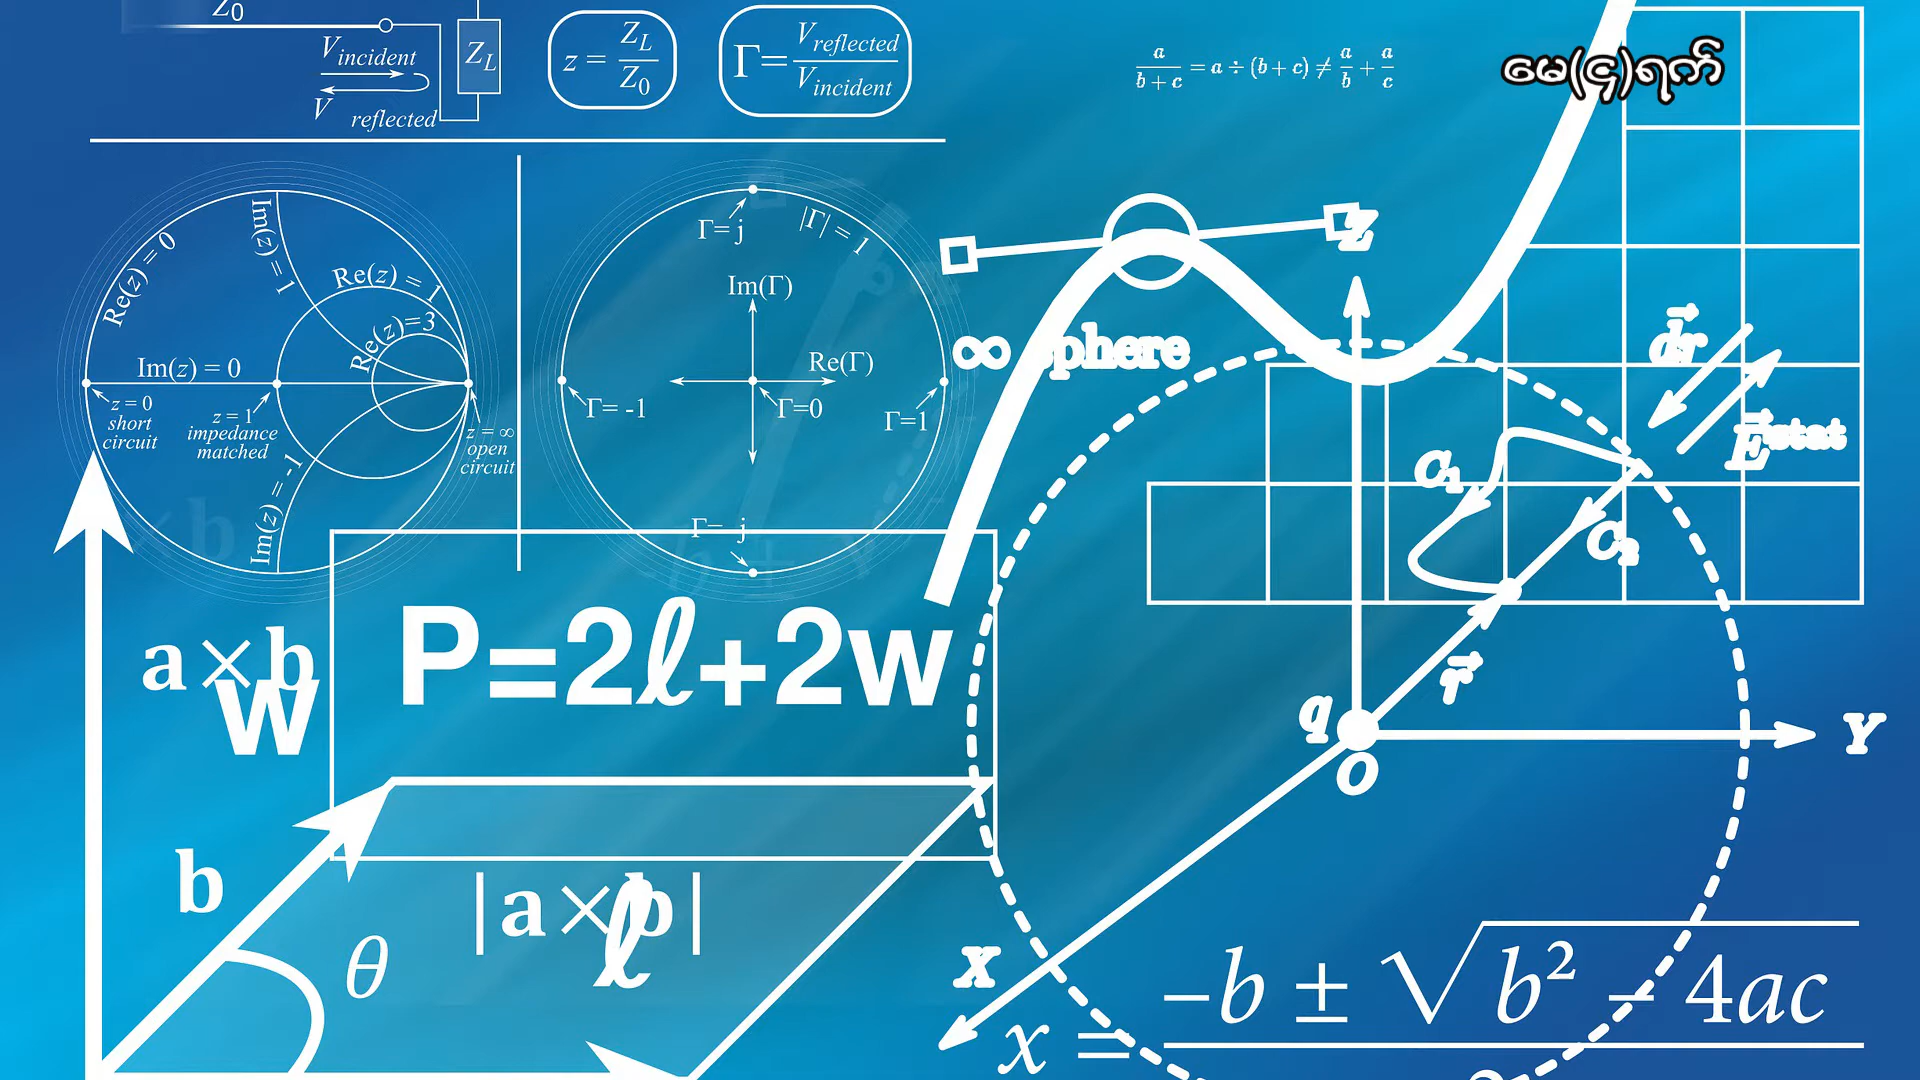 Z0
Vincident
V reflected
ZL
z = ZL/Z0
Γ= Vreflected/Vincident
a/b+c = a ÷ (b + c) ≠ a/b + a/c
မေ(၄)ရက်
Re(z) = 0
Im(z) = 1
Re(z) = 1
Re(z)=3
Im(z) = 0
z = 0
short
circuit
z = 1
impedance
matched
z = ∞
open
circuit
Im(z) = -1
Γ= j
|Γ| = 1
Im(Γ)
Re(Γ)
Γ= -1
Γ=0
Γ=1
Γ= j
∞ sphere
Z
dr
E stat
C1
C2
r
q
O
Y
X
a×b
w
P=2ℓ+2w
b
θ
|a×b|
ℓ
x = –b ± √b² – 4ac